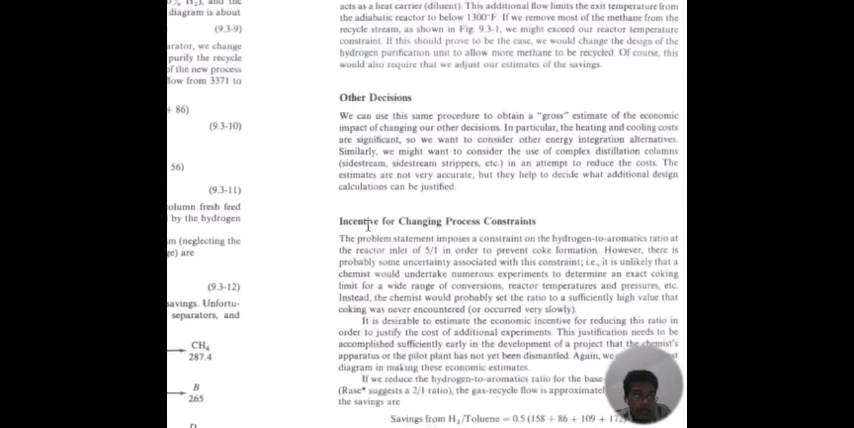 % H₂), and the
diagram is about
(9.3-9)
arator, we change
purify the recycle
of the new process
flow from 3371 to
+ 86)
(9.3-10)
56)
(9.3-11)
column fresh feed
by the hydrogen
m (neglecting the
ge) are
(9.3-12)
savings. Unfortu-
separators, and
CH₄
287.4
B
265
D
acts as a heat carrier (diluent). This additional flow limits the exit temperature from
the adiabatic reactor to below 1300°F. If we remove most of the methane from the
recycle stream, as shown in Fig. 9.3-1, we might exceed our reactor temperature
constraint. If this should prove to be the case, we would change the design of the
hydrogen purification unit to allow more methane to be recycled. Of course, this
would also require that we adjust our estimates of the savings.
Other Decisions
We can use this same procedure to obtain a "gross" estimate of the economic
impact of changing our other decisions. In particular, the heating and cooling costs
are significant, so we want to consider other energy integration alternatives.
Similarly, we might want to consider the use of complex distillation columns
(sidestream, sidestream strippers, etc.) in an attempt to reduce the costs. The
estimates are not very accurate, but they help to decide what additional design
calculations can be justified.
Incentive for Changing Process Constraints
The problem statement imposes a constraint on the hydrogen-to-aromatics ratio at
the reactor inlet of 5/1 in order to prevent coke formation. However, there is
probably some uncertainty associated with this constraint; i.e., it is unlikely that a
chemist would undertake numerous experiments to determine an exact coking
limit for a wide range of conversions, reactor temperatures and pressures, etc.
Instead, the chemist would probably set the ratio to a sufficiently high value that
coking was never encountered (or occurred very slowly).
It is desirable to estimate the economic incentive for reducing this ratio in
order to justify the cost of additional experiments. This justification needs to be
accomplished sufficiently early in the development of a project that the chemist's
apparatus or the pilot plant has not yet been dismantled. Again, we
diagram in making these economic estimates.
If we reduce the hydrogen-to-aromatics ratio for the base
(Rase* suggests a 2/1 ratio), the gas-recycle flow is approximatel
the savings are
Savings from H₂/Toluene = 0.5 (158 + 86 + 109 + 172)